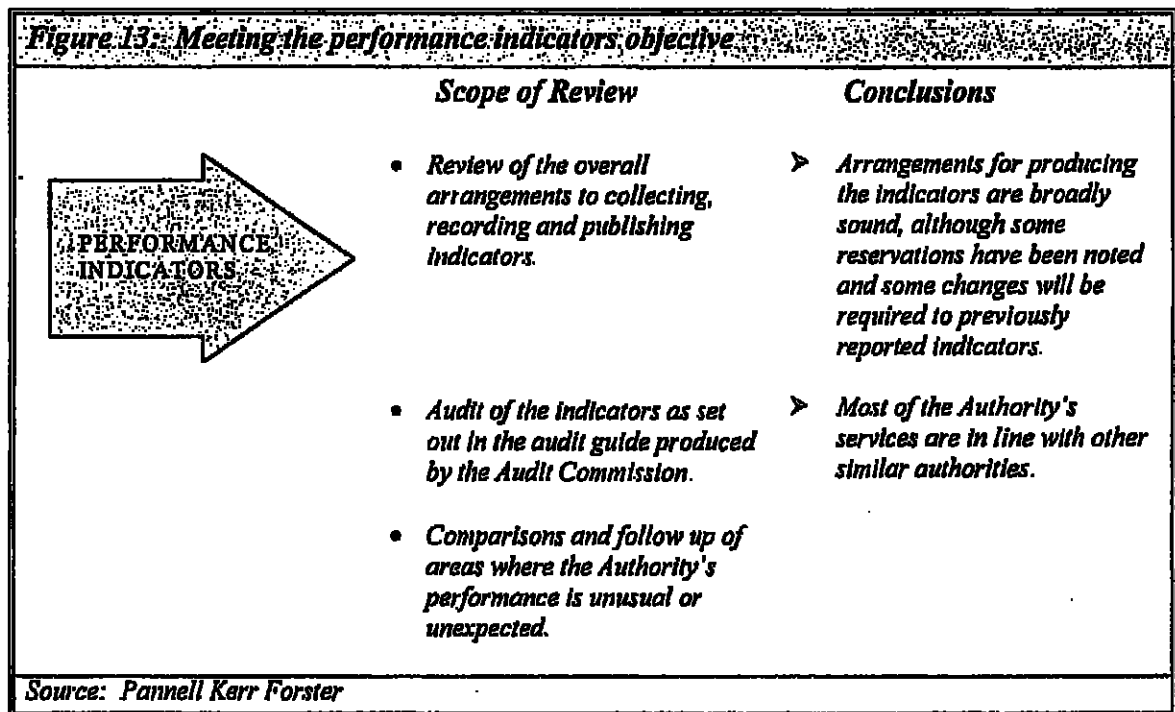 Figure 13: Meeting the performance indicators objective
Scope of Review
Conclusions
PERFORMANCE
INDICATORS
• Review of the overall
arrangements to collecting,
recording and publishing
indicators.
➤ Arrangements for producing
the indicators are broadly
sound, although some
reservations have been noted
and some changes will be
required to previously
reported indicators.
• Audit of the indicators as set
out in the audit guide produced
by the Audit Commission.
➤ Most of the Authority's
services are in line with other
similar authorities.
• Comparisons and follow up of
areas where the Authority's
performance is unusual or
unexpected.
Source: Pannell Kerr Forster